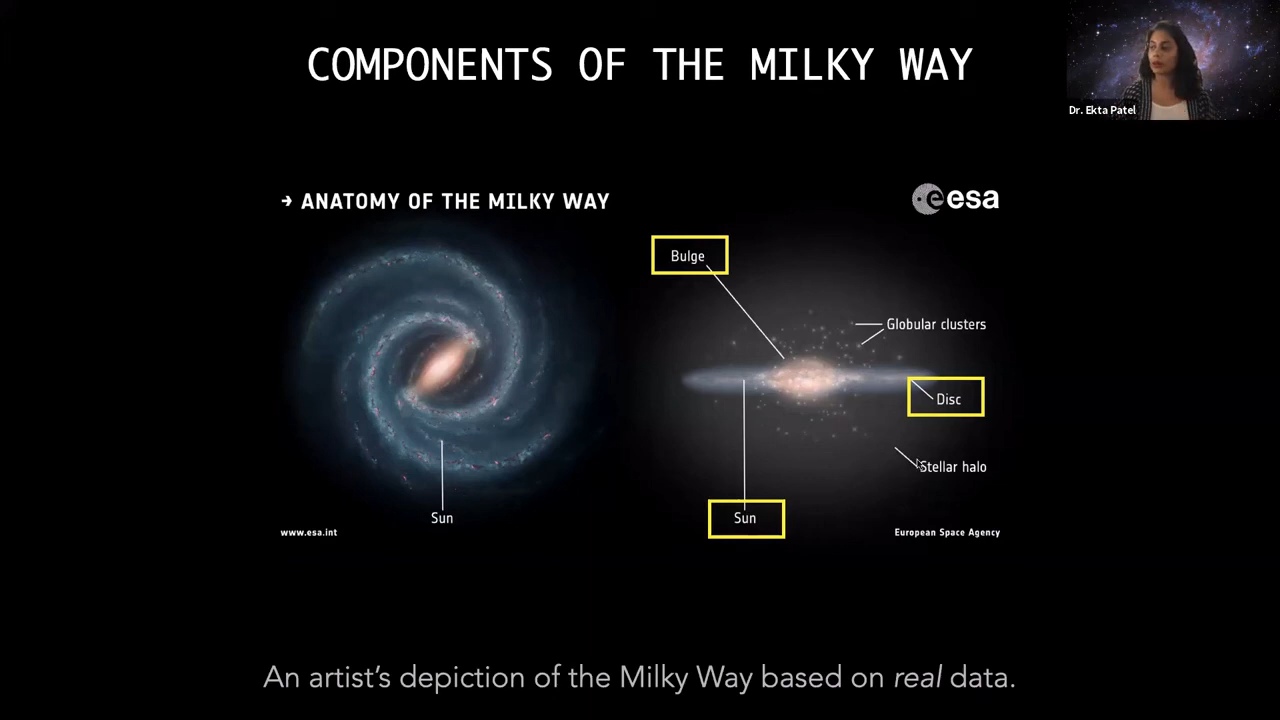 COMPONENTS OF THE MILKY WAY
Dr. Ekta Patel
→ ANATOMY OF THE MILKY WAY
esa
Bulge
Globular clusters
Disc
Stellar halo
Sun
Sun
www.esa.int
European Space Agency
An artist’s depiction of the Milky Way based on real data.